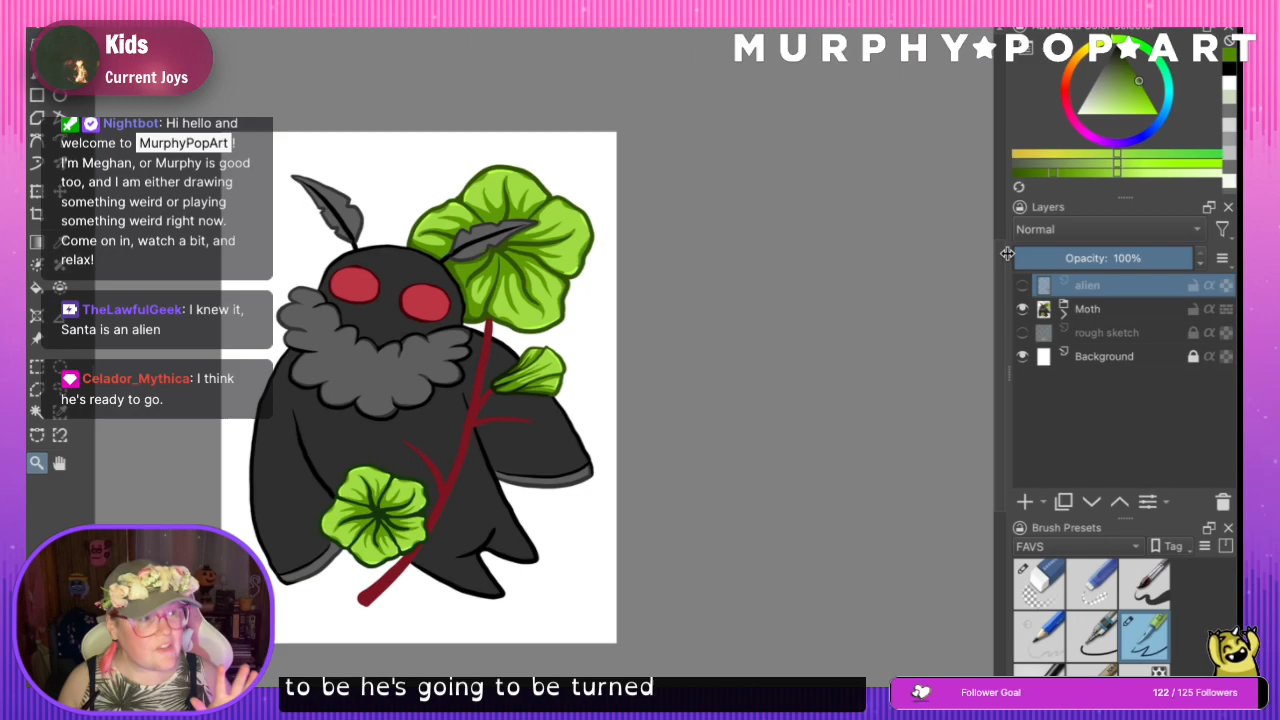 Kids
Current Joys
MURPHY★POP★ART
Nightbot: Hi hello and
welcome to MurphyPopArt!
I'm Meghan, or Murphy is good
too, and I am either drawing
something weird or playing
something weird right now.
Come on in, watch a bit, and
relax!
TheLawfulGeek: I knew it,
Santa is an alien
Celador_Mythica: I think
he's ready to go.
Layers
Normal
Opacity: 100%
alien
Moth
rough sketch
Background
Brush Presets
FAVS
Tag
to be he's going to be turned
Follower Goal
122 / 125 Followers